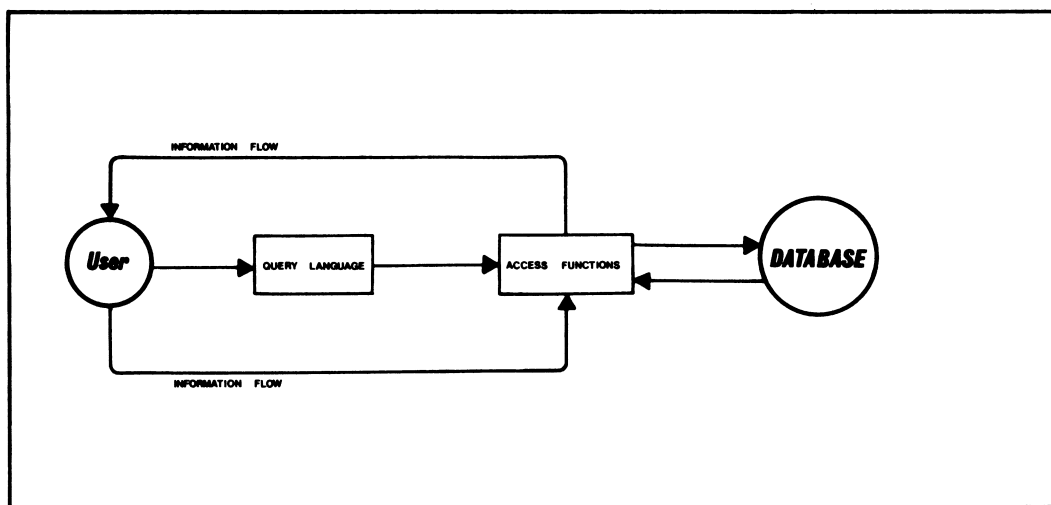 INFORMATION FLOW
User
QUERY LANGUAGE
ACCESS FUNCTIONS
DATABASE
INFORMATION FLOW